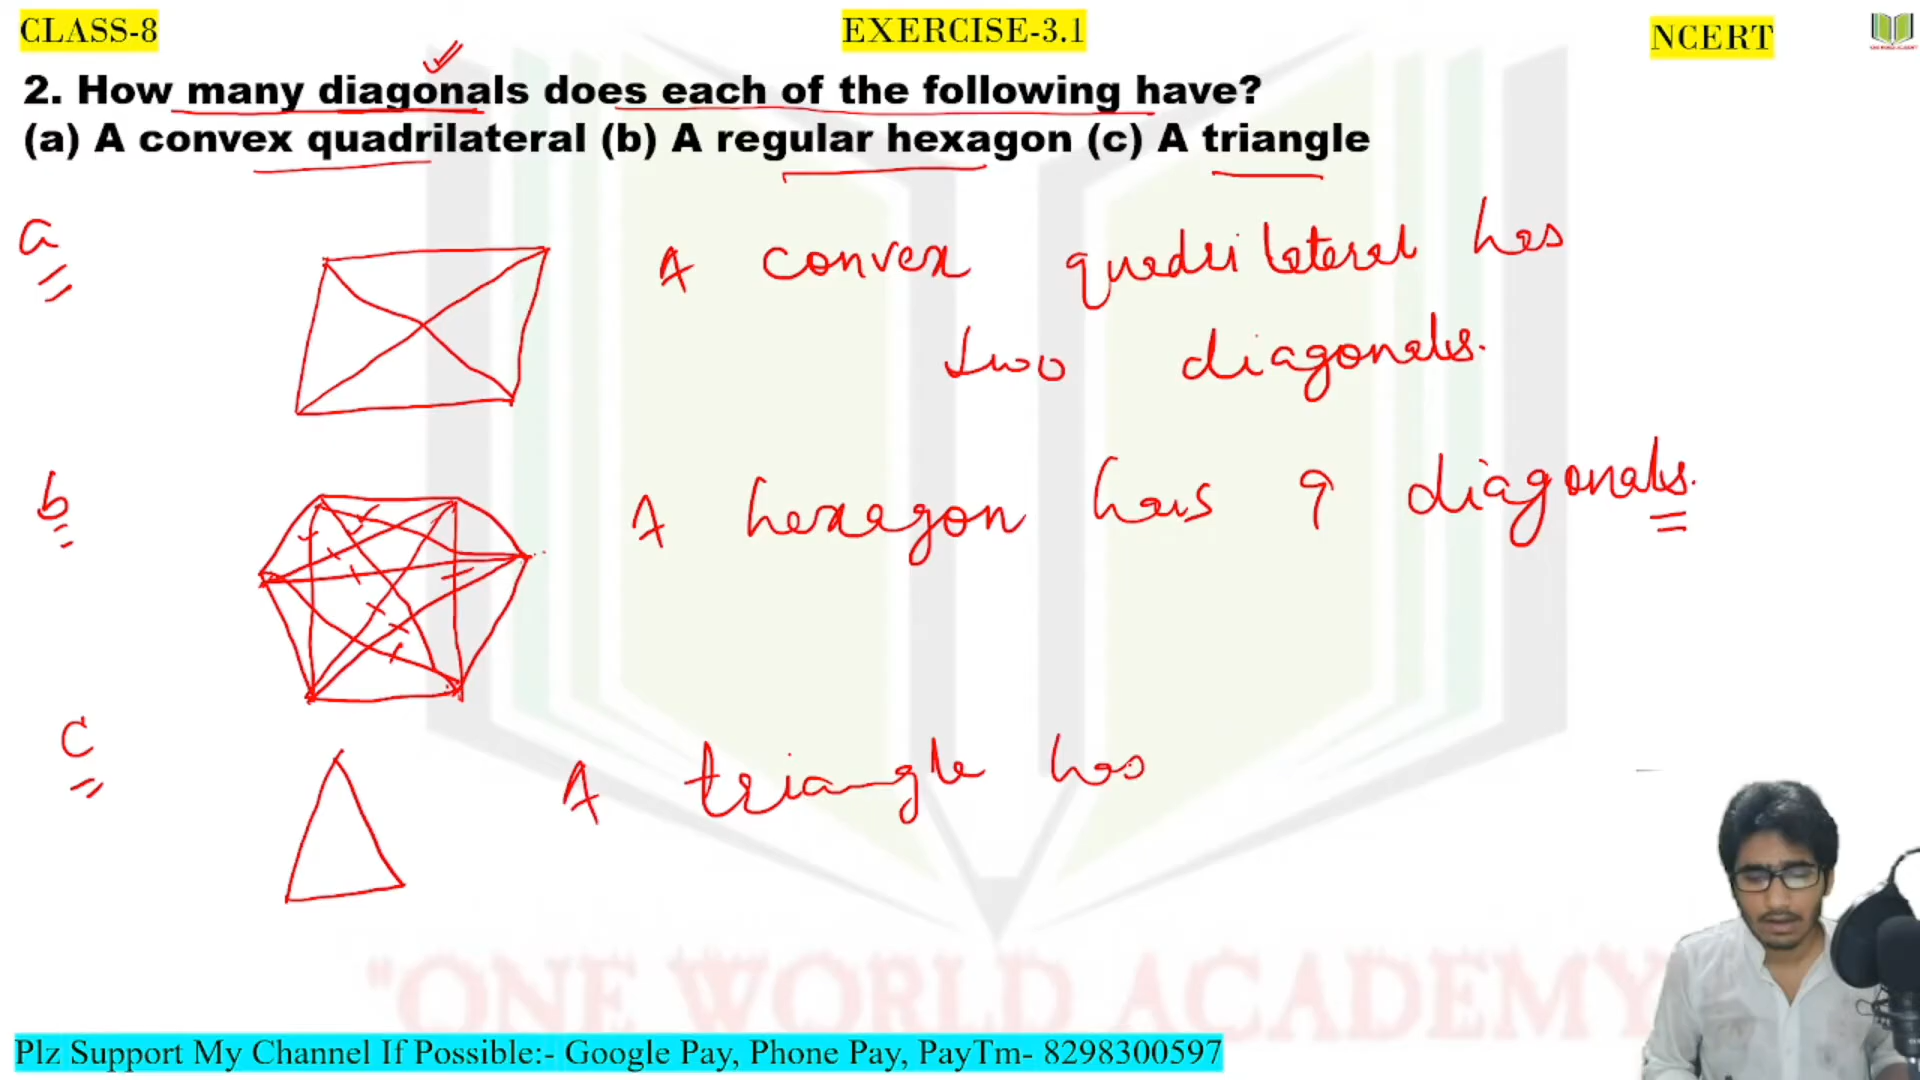 CLASS-8
EXERCISE-3.1
NCERT
2. How many diagonals does each of the following have?
(a) A convex quadrilateral (b) A regular hexagon (c) A triangle
a
A convex quadrilateral has
two diagonals.
b
A hexagon has 9 diagonals.
c
A triangle has
"ONE WORLD ACADEMY
Plz Support My Channel If Possible:- Google Pay, Phone Pay, PayTm- 8298300597